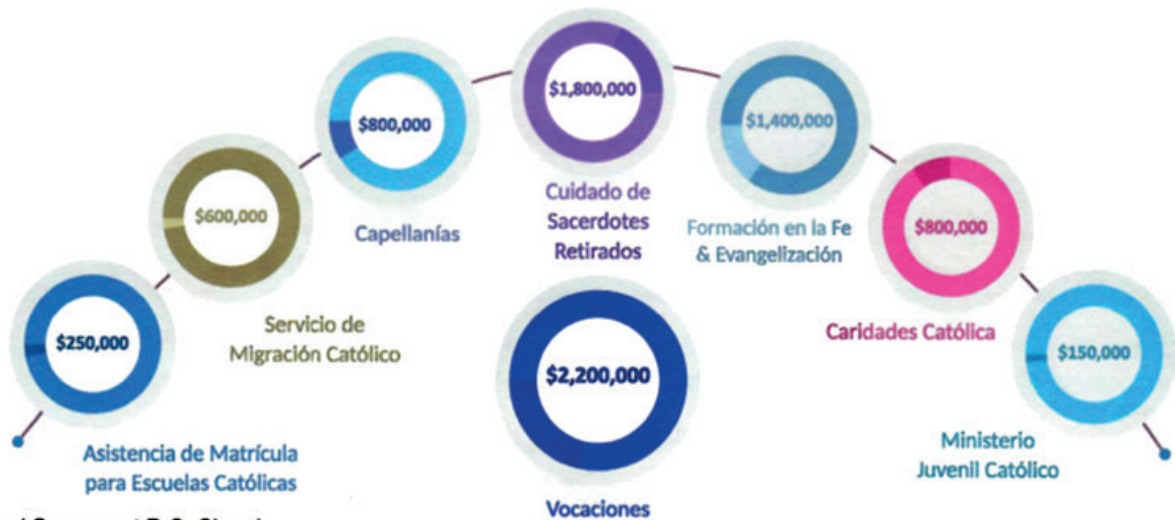 $250,000
Asistencia de Matrícula
para Escuelas Católicas
$600,000
Servicio de
Migración Católico
$800,000
Capellanías
$1,800,000
Cuidado de
Sacerdotes
Retirados
$2,200,000
Vocaciones
$1,400,000
Formación en la Fe
& Evangelización
$800,000
Caridades Católica
$150,000
Ministerio
Juvenil Católico